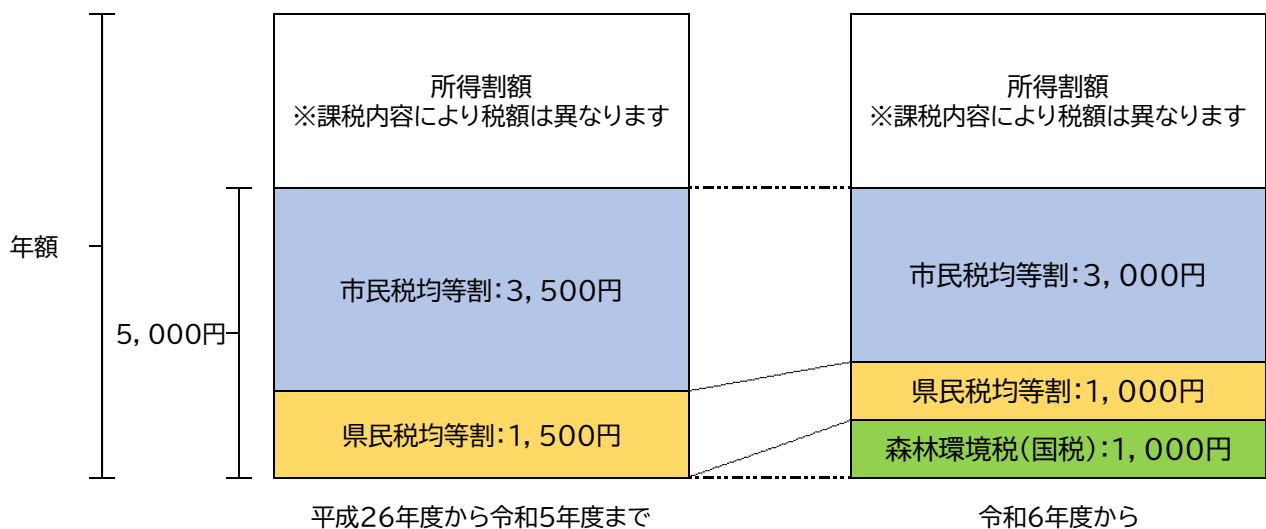 年額
5,000円
所得割額
※課税内容により税額は異なります
市民税均等割:3,500円
県民税均等割:1,500円
平成26年度から令和5年度まで
所得割額
※課税内容により税額は異なります
市民税均等割:3,000円
県民税均等割:1,000円
森林環境税(国税):1,000円
令和6年度から